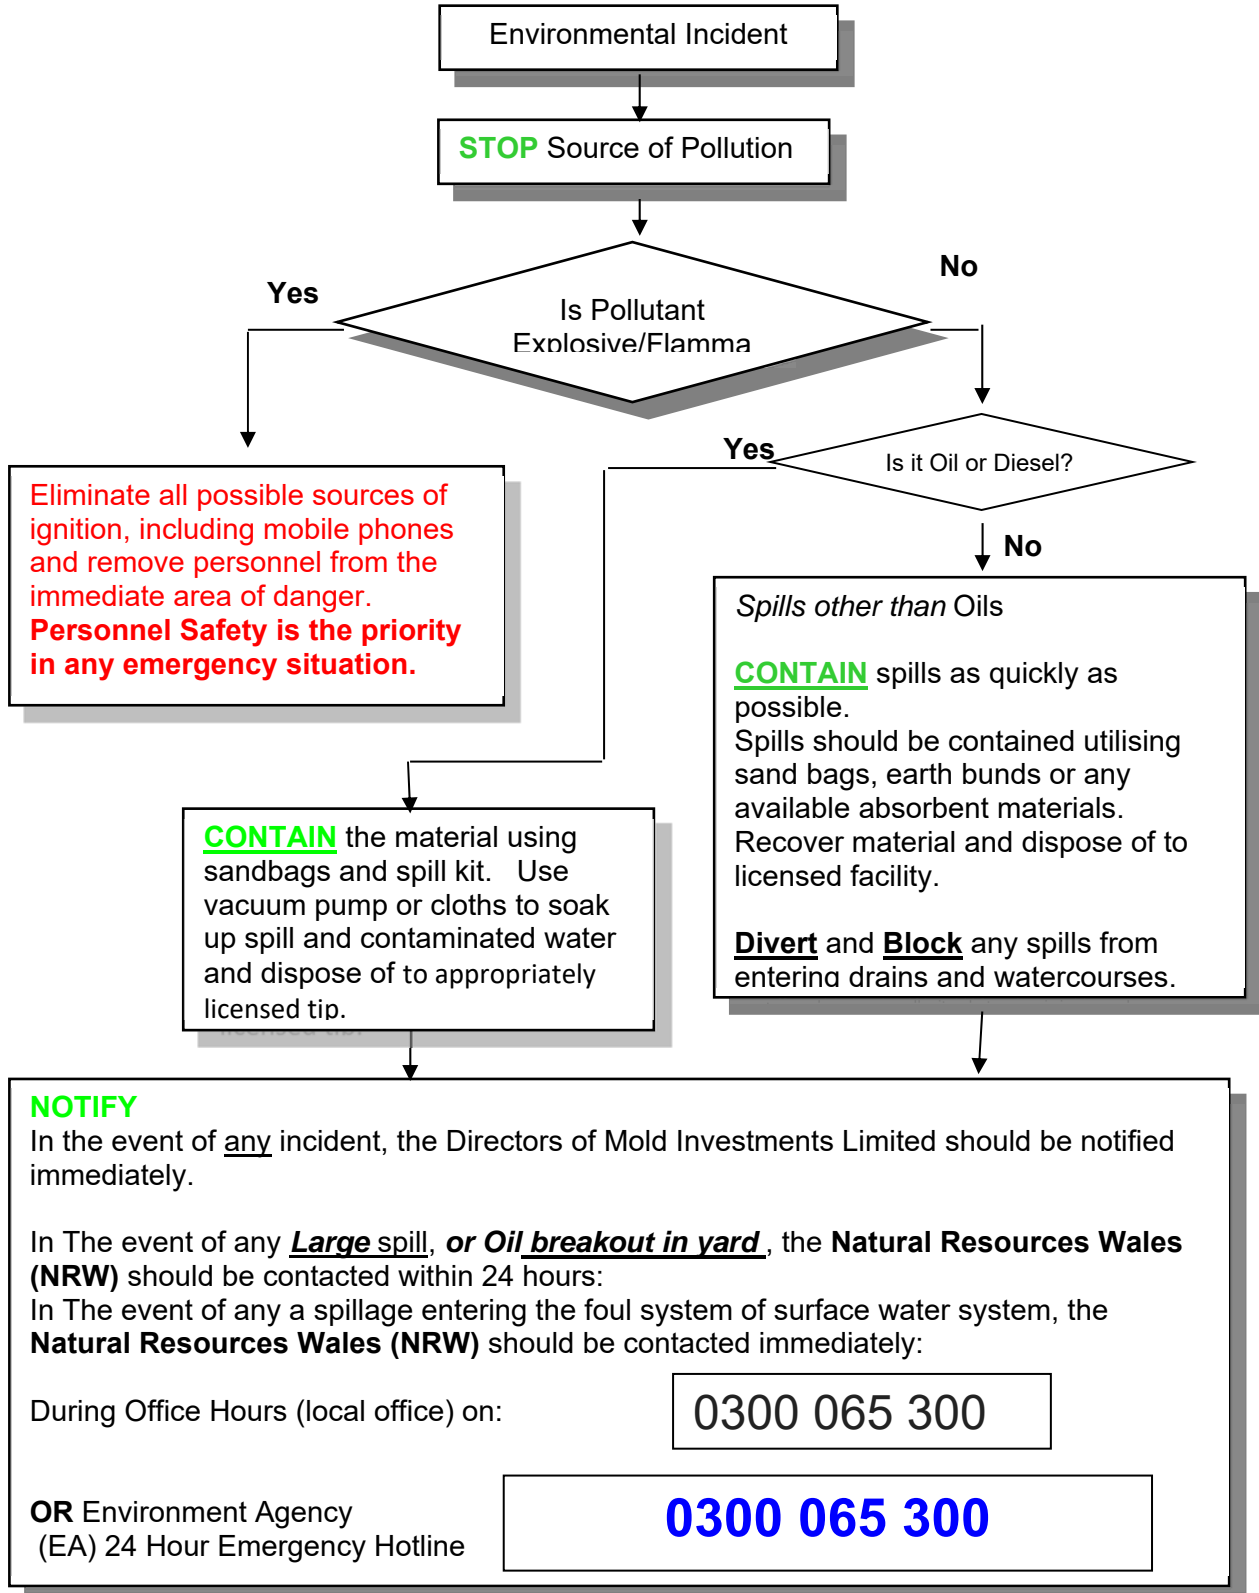 Environmental Incident
STOP Source of Pollution
Yes
No
Is Pollutant
Explosive/Flamma
Yes
Is it Oil or Diesel?
No
Eliminate all possible sources of
ignition, including mobile phones
and remove personnel from the
immediate area of danger.
Personnel Safety is the priority
in any emergency situation.
Spills other than Oils
CONTAIN spills as quickly as
possible.
Spills should be contained utilising
sand bags, earth bunds or any
available absorbent materials.
Recover material and dispose of to
licensed facility.
Divert and Block any spills from
entering drains and watercourses.
CONTAIN the material using
sandbags and spill kit. Use
vacuum pump or cloths to soak
up spill and contaminated water
and dispose of to appropriately
licensed tip.
NOTIFY
In the event of any incident, the Directors of Mold Investments Limited should be notified
immediately.
In The event of any Large spill, or Oil breakout in yard , the Natural Resources Wales
(NRW) should be contacted within 24 hours:
In The event of any a spillage entering the foul system of surface water system, the
Natural Resources Wales (NRW) should be contacted immediately:
During Office Hours (local office) on:
0300 065 300
OR Environment Agency
(EA) 24 Hour Emergency Hotline
0300 065 300